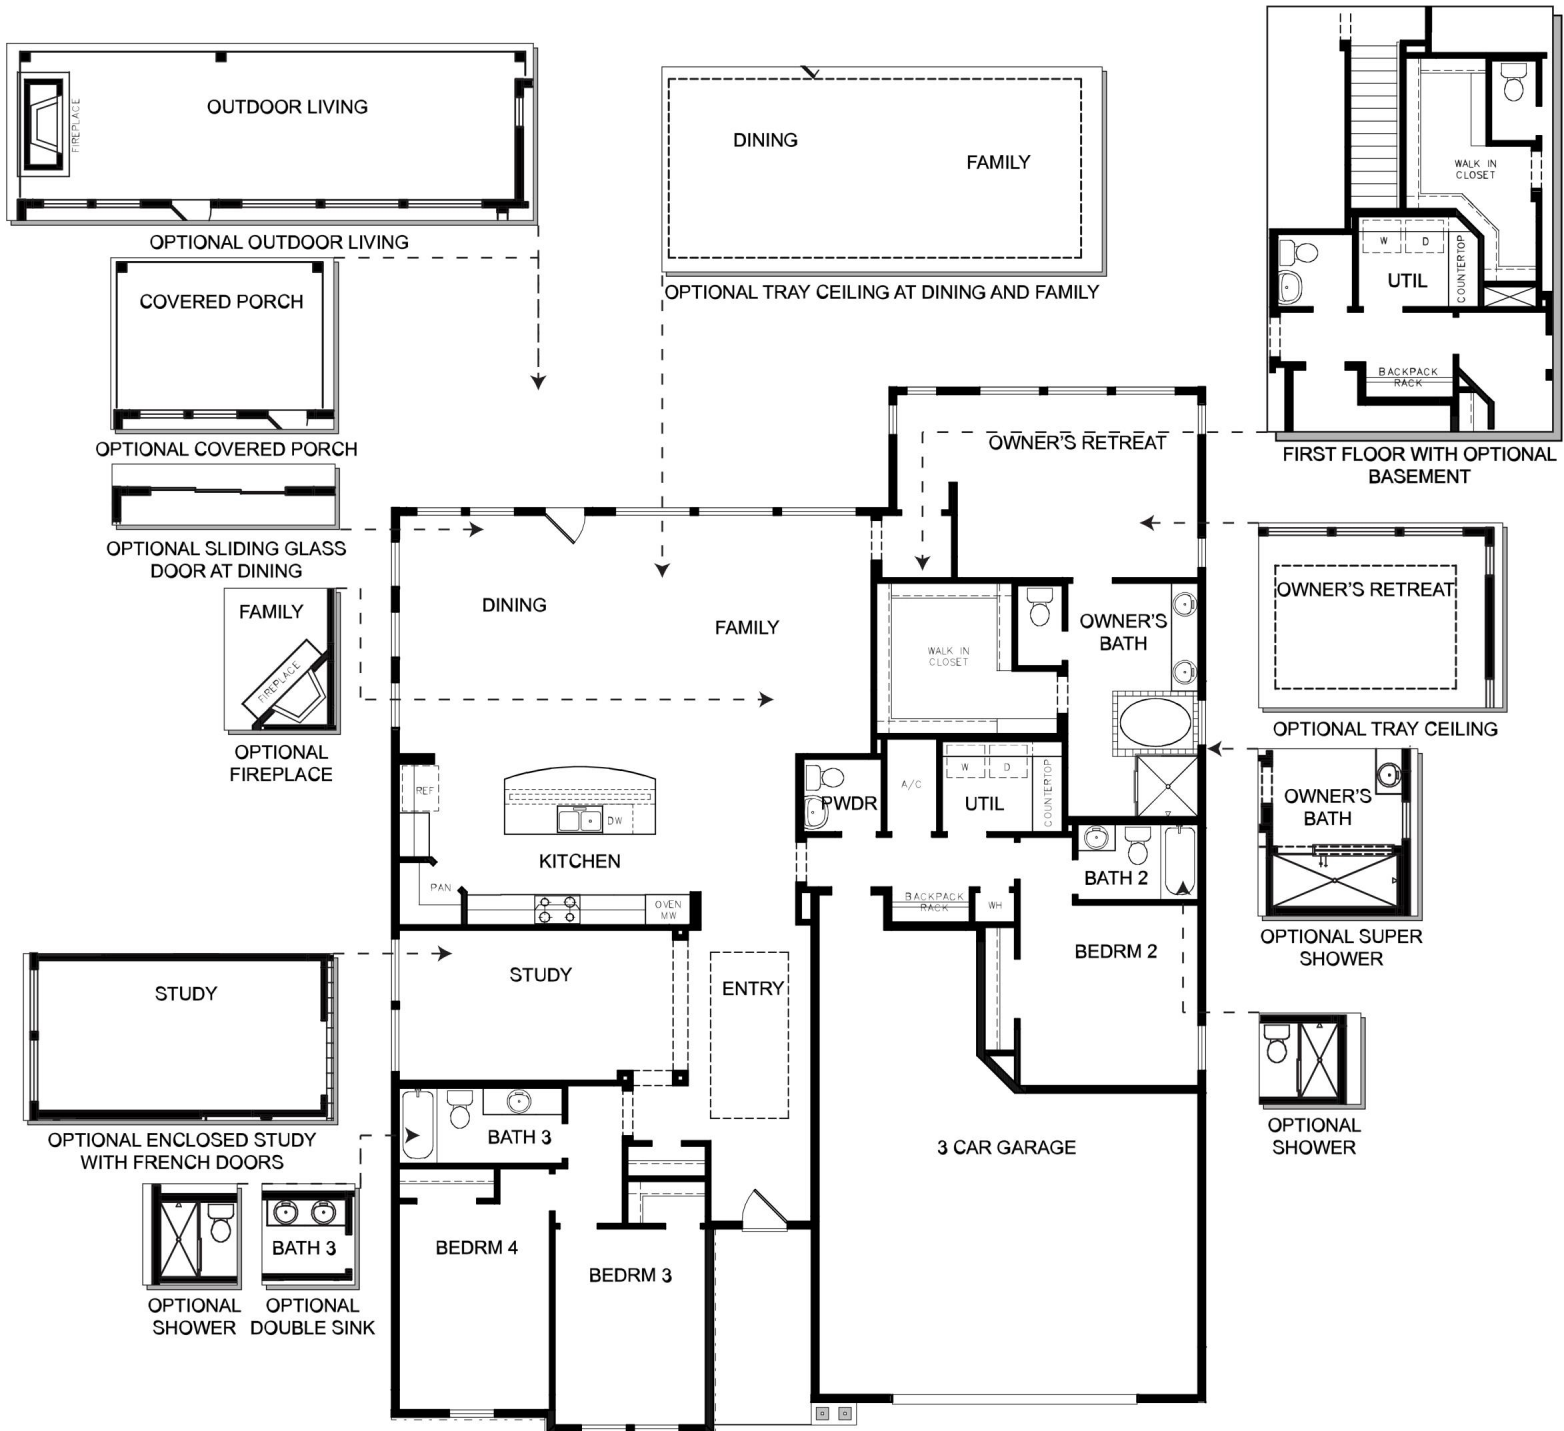 OUTDOOR LIVING
FIREPLACE
OPTIONAL OUTDOOR LIVING
COVERED PORCH
OPTIONAL COVERED PORCH
OPTIONAL SLIDING GLASS
DOOR AT DINING
FAMILY
FIREPLACE
OPTIONAL
FIREPLACE
DINING
FAMILY
OPTIONAL TRAY CEILING AT DINING AND FAMILY
WALK IN
CLOSET
W
D
COUNTERTOP
UTIL
BACKPACK
RACK
FIRST FLOOR WITH OPTIONAL
BASEMENT
OWNER'S RETREAT
OWNER'S RETREAT
OPTIONAL TRAY CEILING
DINING
FAMILY
WALK IN
CLOSET
OWNER'S
BATH
REF
DW
KITCHEN
PAN
OVEN
MW
PWDR
A/C
W
D
UTIL
COUNTERTOP
BATH 2
BACKPACK
RACK
WH
BEDRM 2
OWNER'S
BATH
OPTIONAL SUPER
SHOWER
STUDY
OPTIONAL ENCLOSED STUDY
WITH FRENCH DOORS
STUDY
ENTRY
BATH 3
3 CAR GARAGE
OPTIONAL
SHOWER
BATH 3
OPTIONAL
SHOWER
OPTIONAL
DOUBLE SINK
BEDRM 4
BEDRM 3